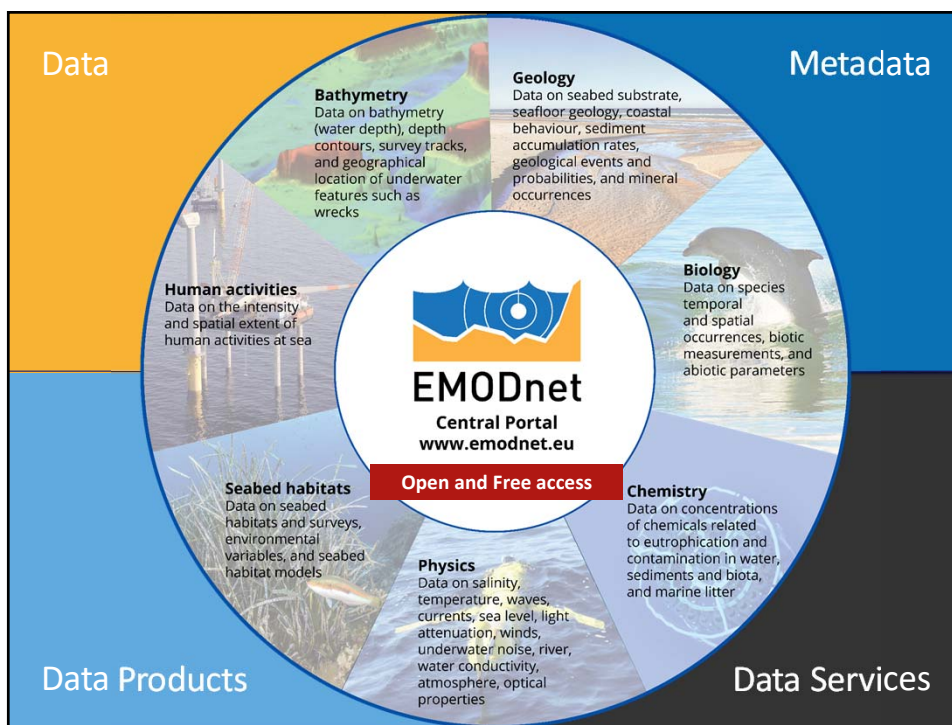 Data
Metadata
Bathymetry
Data on bathymetry
(water depth), depth
contours, survey tracks,
and geographical
location of underwater
features such as
wrecks
Geology
Data on seabed substrate,
seafloor geology, coastal
behaviour, sediment
accumulation rates,
geological events and
probabilities, and mineral
occurrences
Human activities
Data on the intensity
and spatial extent of
human activities at sea
Biology
Data on species
temporal
and spatial
occurrences, biotic
measurements, and
abiotic parameters
EMODnet
Central Portal
www.emodnet.eu
Open and Free access
Seabed habitats
Data on seabed
habitats and surveys,
environmental
variables, and seabed
habitat models
Chemistry
Data on concentrations
of chemicals related
to eutrophication and
contamination in water,
sediments and biota,
and marine litter
Physics
Data on salinity,
temperature, waves,
currents, sea level, light
attenuation, winds,
underwater noise, river,
water conductivity,
atmosphere, optical
properties
Data Products
Data Services